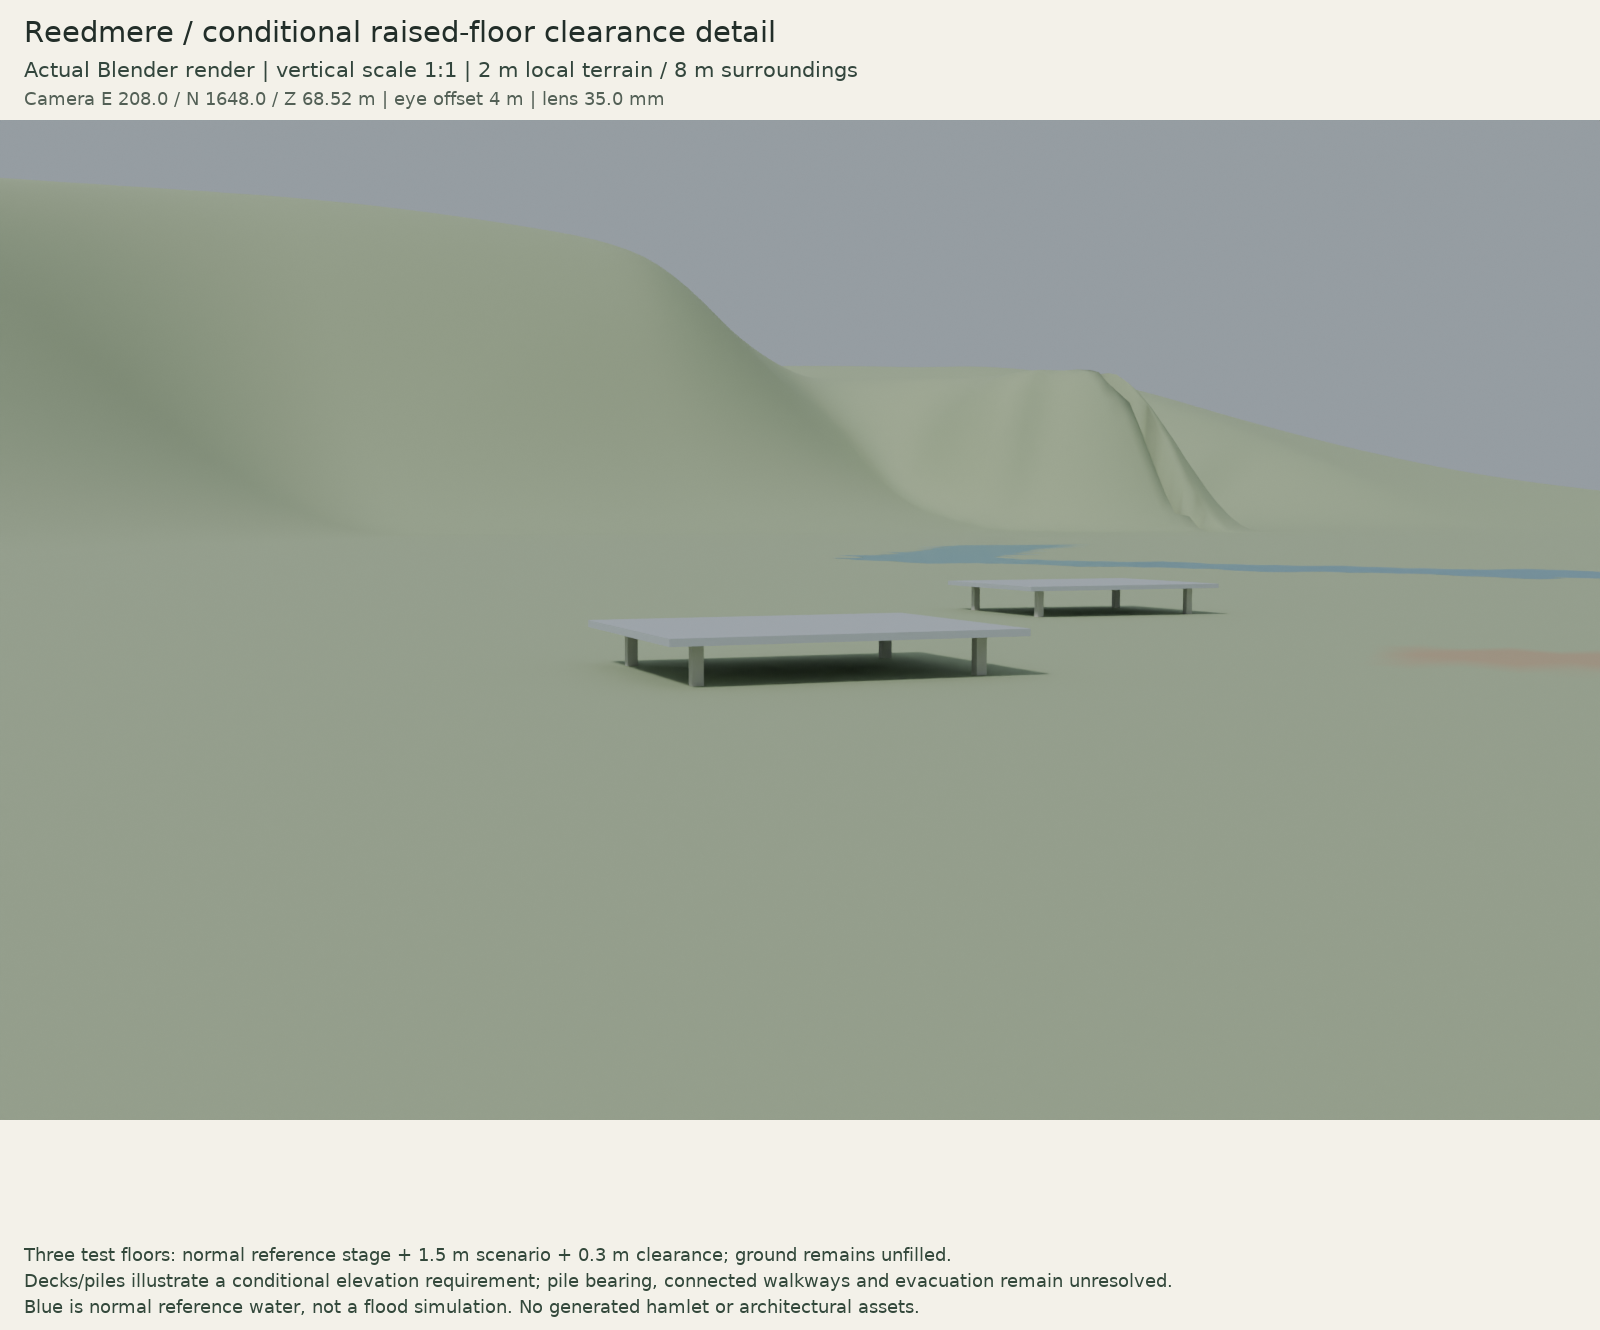 Reedmere / conditional raised-floor clearance detail
Actual Blender render | vertical scale 1:1 | 2 m local terrain / 8 m surroundings
Camera E 208.0 / N 1648.0 / Z 68.52 m | eye offset 4 m | lens 35.0 mm
Three test floors: normal reference stage + 1.5 m scenario + 0.3 m clearance; ground remains unfilled.
Decks/piles illustrate a conditional elevation requirement; pile bearing, connected walkways and evacuation remain unresolved.
Blue is normal reference water, not a flood simulation. No generated hamlet or architectural assets.